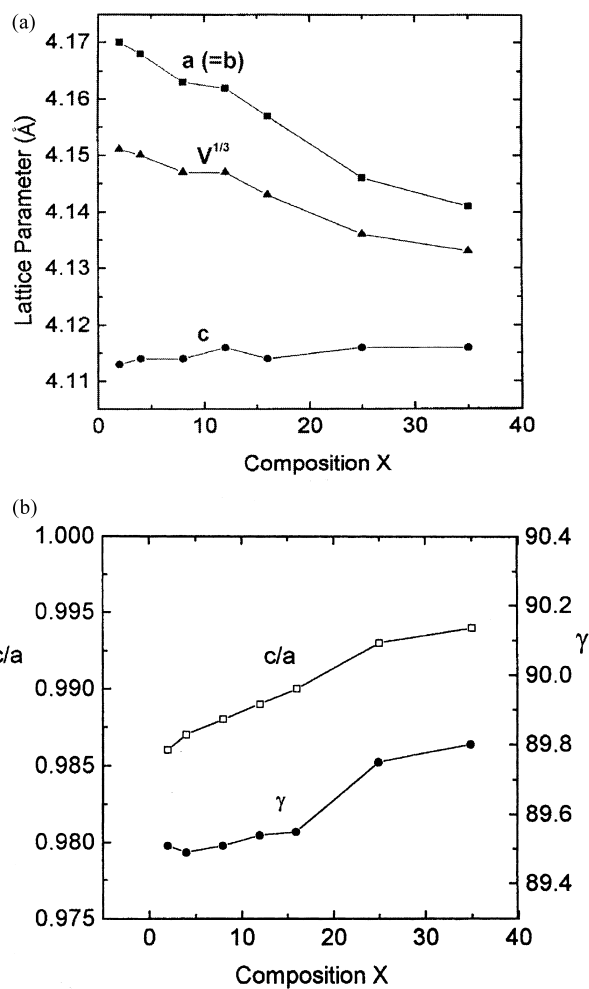 (a)
4.17
4.16
4.15
4.14
4.13
4.12
4.11
Lattice Parameter (Å)
a (=b)
V1/3
c
0 10 20 30 40
Composition X
(b)
1.000
0.995
0.990
0.985
0.980
0.975
c/a
c/a
γ
90.4
90.2
90.0
89.8
89.6
89.4
γ
0 10 20 30 40
Composition X